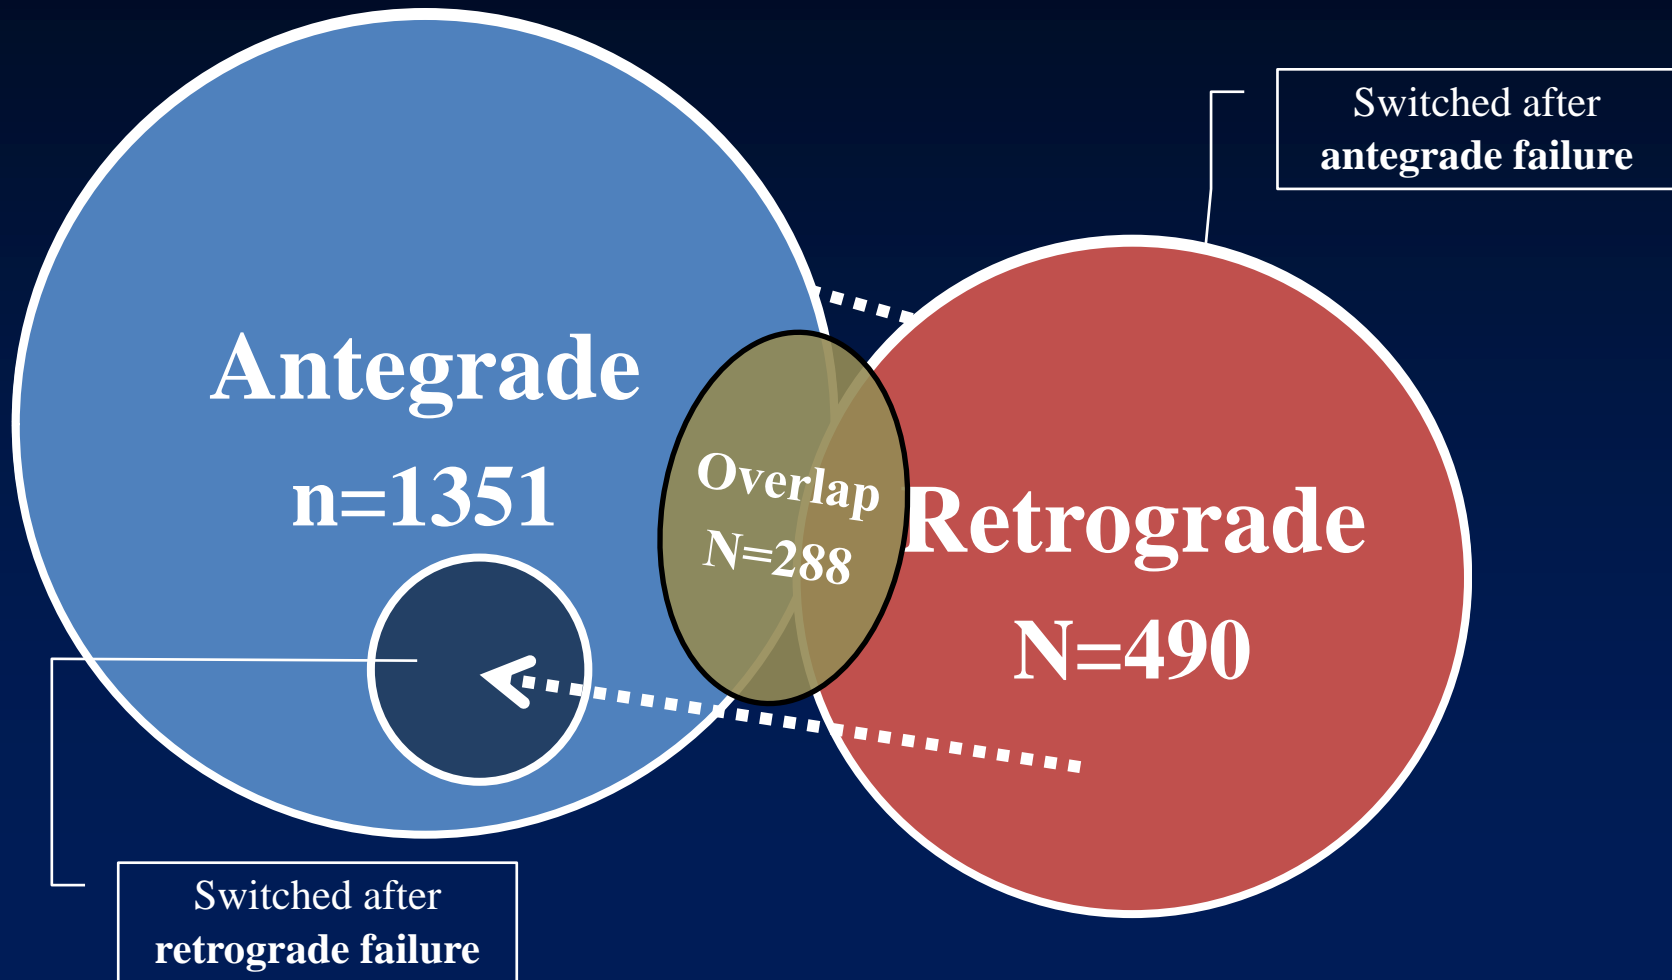 Switched after
antegrade failure
Antegrade
n=1351
Overlap
N=288
Retrograde
N=490
Switched after
retrograde failure